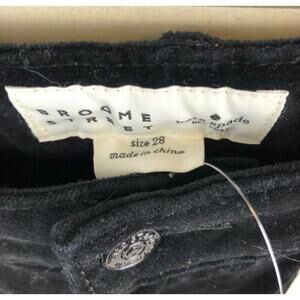 BROOME
STREET
kate spade
NEW YORK
size 28
made in china